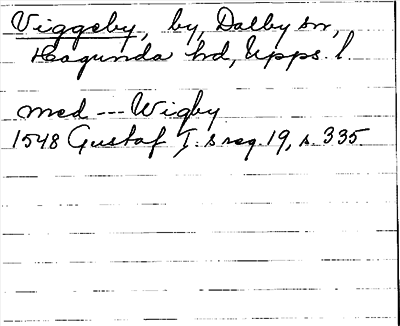 Viggeby, by, Dalby sn,
Hagunda hd, Upps. l.
med --- Wigby
1548 Gustaf I. s reg. 19, s. 335.